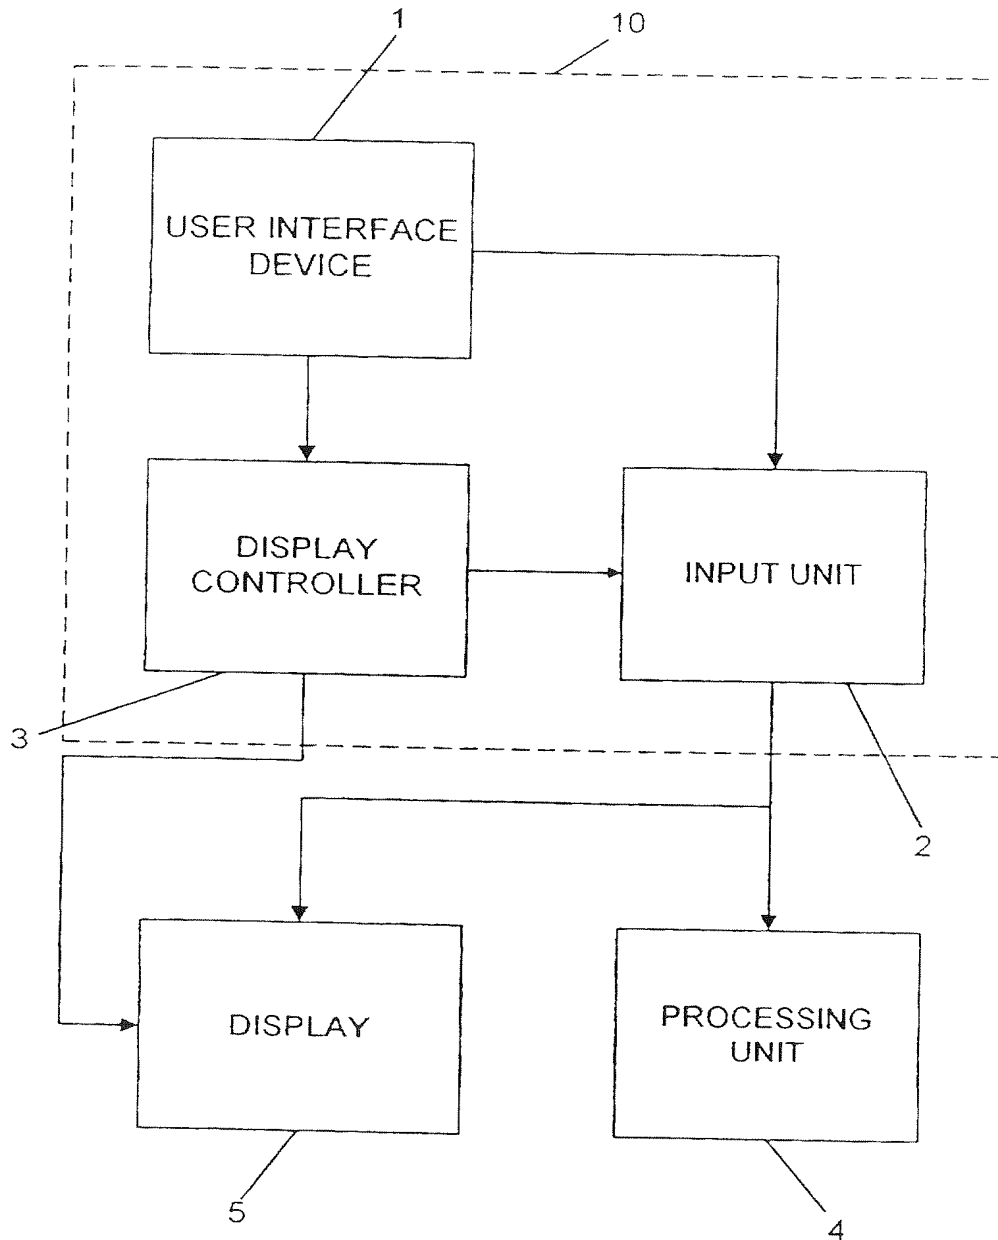 1
10
USER INTERFACE
DEVICE
DISPLAY
CONTROLLER
INPUT UNIT
3
2
DISPLAY
PROCESSING
UNIT
5
4